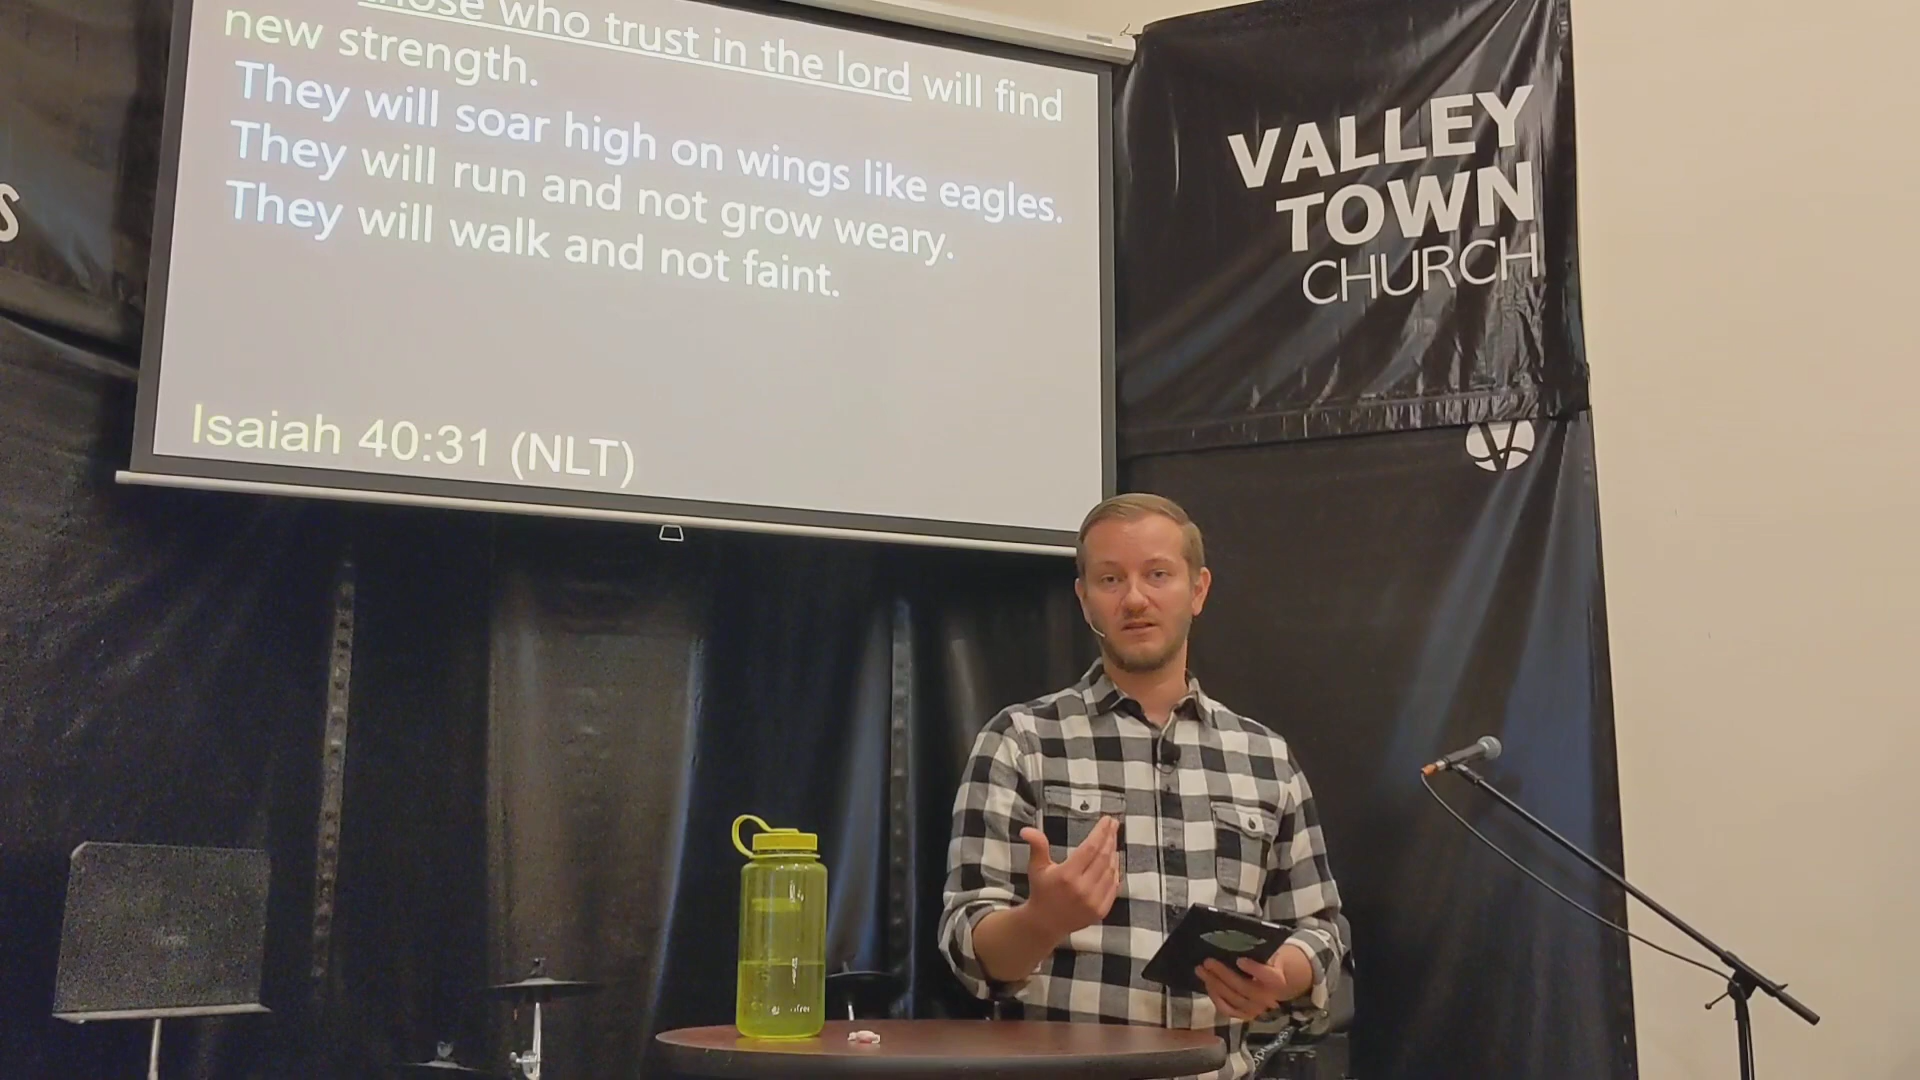 those who trust in the lord will find
new strength.
They will soar high on wings like eagles.
They will run and not grow weary.
They will walk and not faint.
Isaiah 40:31 (NLT)
VALLEY
TOWN
CHURCH
S